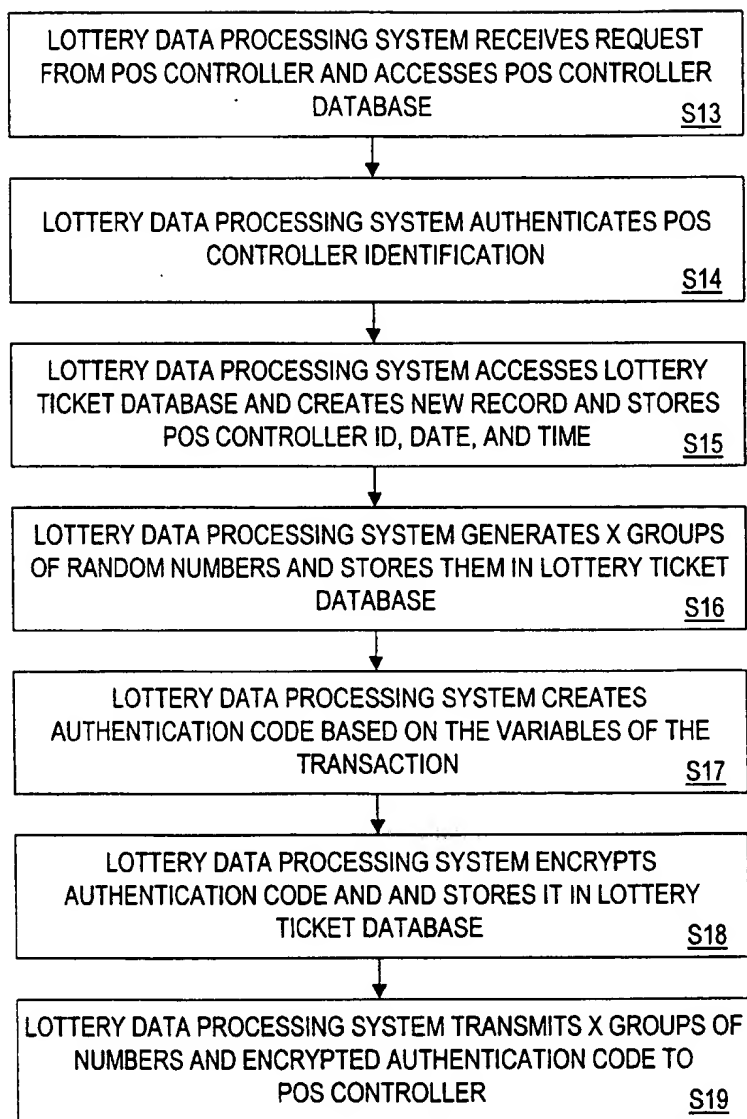 LOTTERY DATA PROCESSING SYSTEM RECEIVES REQUEST
FROM POS CONTROLLER AND ACCESSES POS CONTROLLER
DATABASE
S13
LOTTERY DATA PROCESSING SYSTEM AUTHENTICATES POS
CONTROLLER IDENTIFICATION
S14
LOTTERY DATA PROCESSING SYSTEM ACCESSES LOTTERY
TICKET DATABASE AND CREATES NEW RECORD AND STORES
POS CONTROLLER ID, DATE, AND TIME
S15
LOTTERY DATA PROCESSING SYSTEM GENERATES X GROUPS
OF RANDOM NUMBERS AND STORES THEM IN LOTTERY TICKET
DATABASE
S16
LOTTERY DATA PROCESSING SYSTEM CREATES
AUTHENTICATION CODE BASED ON THE VARIABLES OF THE
TRANSACTION
S17
LOTTERY DATA PROCESSING SYSTEM ENCRYPTS
AUTHENTICATION CODE AND AND STORES IT IN LOTTERY
TICKET DATABASE
S18
LOTTERY DATA PROCESSING SYSTEM TRANSMITS X GROUPS OF
NUMBERS AND ENCRYPTED AUTHENTICATION CODE TO
POS CONTROLLER
S19